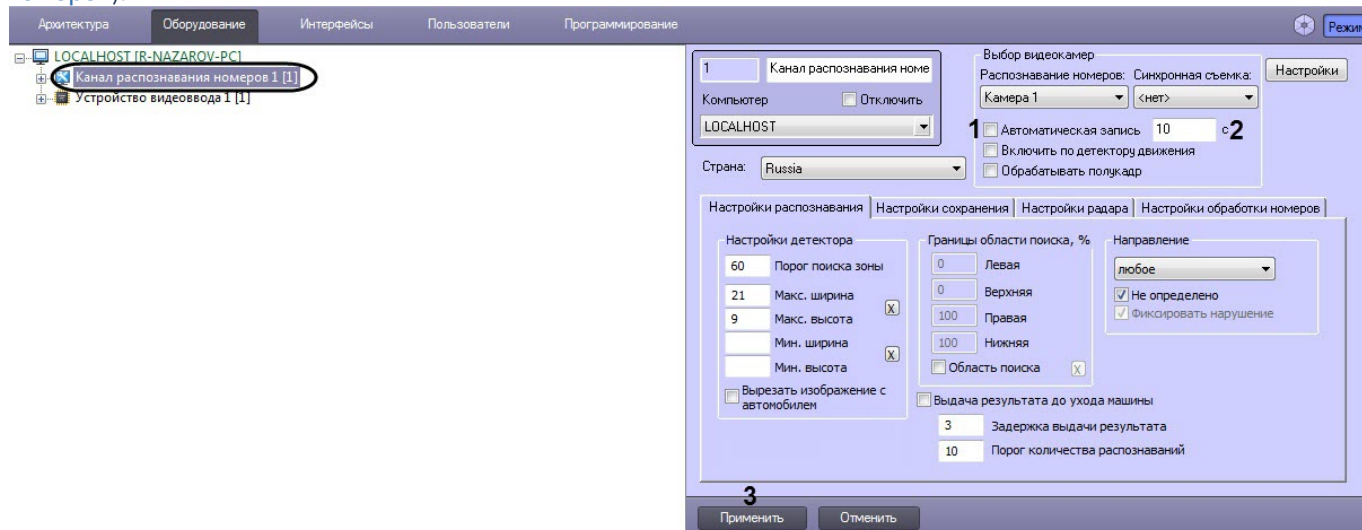 Архитектура Оборудование Интерфейсы Пользователи Программирование Режим
LOCALHOST [R-NAZAROV-PC]
Канал распознавания номеров 1 [1]
Устройство видеоввода 1 [1]
1 Канал распознавания номе
Компьютер Отключить
LOCALHOST
Страна: Russia
Выбор видеокамер
Распознавание номеров: Синхронная съемка: Настройки
Камера 1 <нет>
1 Автоматическая запись 10 с 2
Включить по детектору движения
Обрабатывать полукадр
Настройки распознавания Настройки сохранения Настройки радара Настройки обработки номеров
Настройки детектора
60 Порог поиска зоны
21 Макс. ширина
9 Макс. высота
X
Мин. ширина
Мин. высота
X
Вырезать изображение с
автомобилем
Границы области поиска, %
0 Левая
0 Верхняя
100 Правая
100 Нижняя
Область поиска X
Направление
любое
Не определено
Фиксировать нарушение
Выдача результата до ухода машины
3 Задержка выдачи результата
10 Порог количества распознаваний
3
Применить Отменить